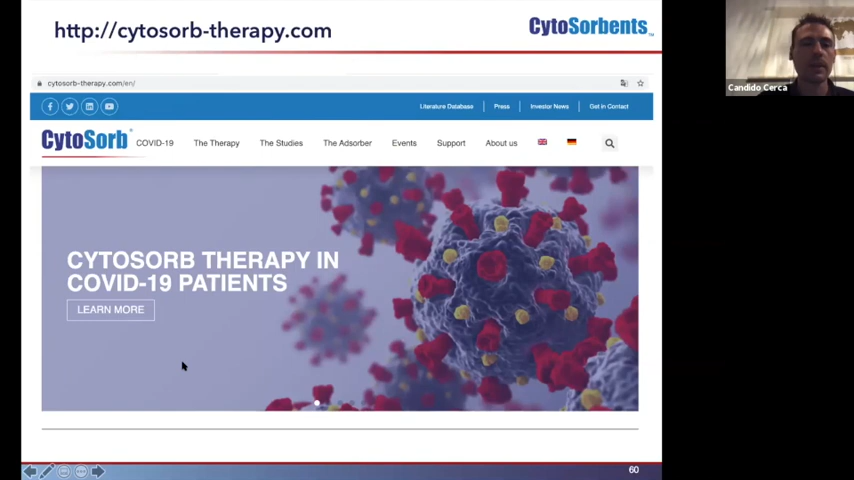 http://cytosorb-therapy.com
CytoSorbents™
Candido Cerca
cytosorb-therapy.com/en/
Literature Database
Press
Investor News
Get in Contact
CytoSorb®
COVID-19
The Therapy
The Studies
The Adsorber
Events
Support
About us
CYTOSORB THERAPY IN
COVID-19 PATIENTS
LEARN MORE
60